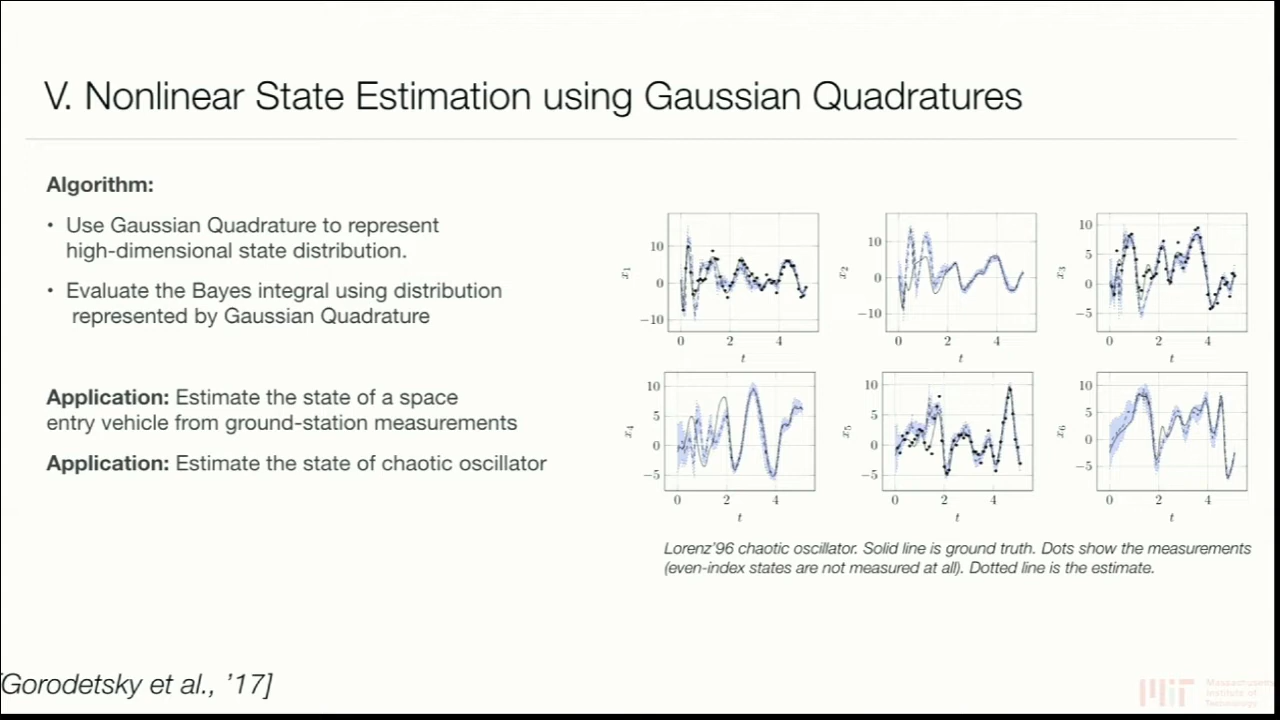 V. Nonlinear State Estimation using Gaussian Quadratures
Algorithm:
• Use Gaussian Quadrature to represent
high-dimensional state distribution.
• Evaluate the Bayes integral using distribution
represented by Gaussian Quadrature
Application: Estimate the state of a space
entry vehicle from ground-station measurements
Application: Estimate the state of chaotic oscillator
x₁
10
0
−10
0 2 4
t
x₂
10
0
−10
0 2 4
t
x₃
10
5
0
−5
0 2 4
t
x₄
10
5
0
−5
0 2 4
t
x₅
10
5
0
−5
0 2 4
t
x₆
10
5
0
−5
0 2 4
t
Lorenz'96 chaotic oscillator. Solid line is ground truth. Dots show the measurements
(even-index states are not measured at all). Dotted line is the estimate.
[Gorodetsky et al., '17]
MIT
Massachusetts
Institute of
Technology